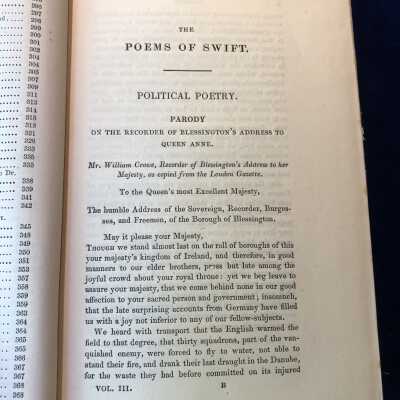 THE
POEMS OF SWIFT.
POLITICAL POETRY.
PARODY
ON THE RECORDER OF BLESSINGTON'S ADDRESS TO
QUEEN ANNE.
Mr. William Crowe, Recorder of Blessington's Address to her
Majesty, as copied from the London Gazette.
To the Queen's most Excellent Majesty,
The humble Address of the Sovereign, Recorder, Burges-
ses, and Freemen, of the Borough of Blessington.
May it please your Majesty,
THOUGH we stand almost last on the roll of boroughs of this
your majesty's kingdom of Ireland, and therefore, in good
manners to our elder brothers, press but late among the
joyful crowd about your royal throne: yet we beg leave to
assure your majesty, that we come behind none in our good
affection to your sacred person and government; insomuch,
that the late surprising accounts from Germany have filled
us with a joy not inferior to any of our fellow-subjects.
We heard with transport that the English warmed the
field to that degree, that thirty squadrons, part of the van-
quished enemy, were forced to fly to water, not able to
stand their fire, and drank their last draught in the Danube,
for the waste they had before committed on its injured
VOL. III.
B